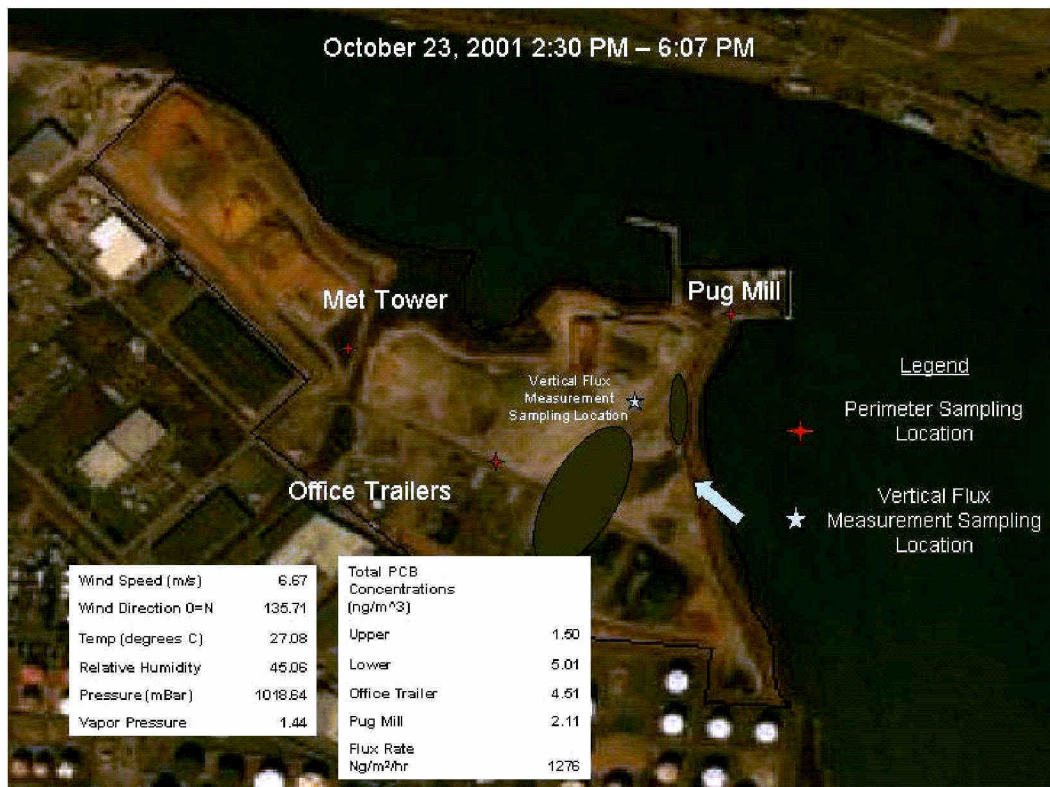 October 23, 2001 2:30 PM – 6:07 PM
Met Tower
Pug Mill
Vertical Flux
Measurement
Sampling Location
Office Trailers
Legend
Perimeter Sampling
Location
Vertical Flux
Measurement Sampling
Location
Wind Speed (m/s) 6.67
Wind Direction 0=N 135.71
Temp (degrees C) 27.08
Relative Humidity 45.06
Pressure (mBar) 1018.64
Vapor Pressure 1.44
Total PCB
Concentrations
(ng/m^3)
Upper 1.50
Lower 5.01
Office Trailer 4.51
Pug Mill 2.11
Flux Rate
Ng/m²/hr 1276